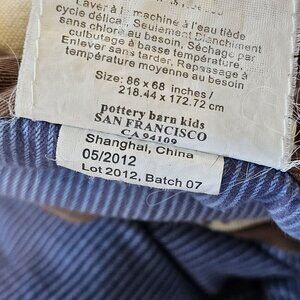 Laver à la machine à l'eau tiède
cycle délicat, Seulement blanchiment
sans chlore au besoin, Séchage par
culbutage à basse température,
Enlever sans tarder, Repassage à
température moyenne au besoin
Size: 86 x 68 inches /
218.44 x 172.72 cm
pottery barn kids
SAN FRANCISCO
CA 94109
Shanghai, China
05/2012
Lot 2012, Batch 07